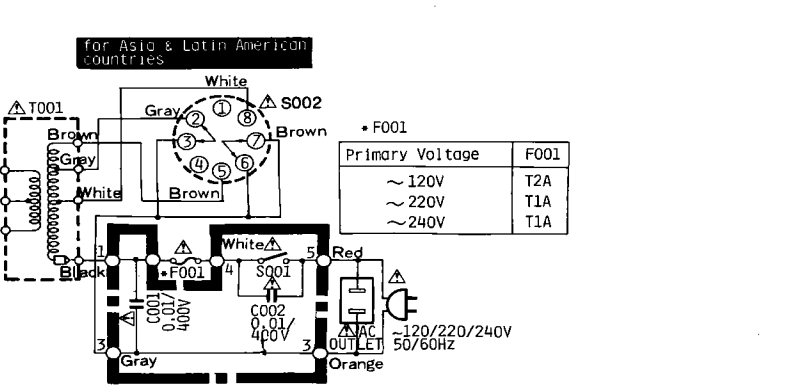 for Asia & Latin American
countries
White
T001
Gray
1
2
8
S002
Brown
3
7
Brown
Gray
4
5
6
White
Brown
* F001
Primary Voltage F001
~ 120V T2A
~ 220V T1A
~ 240V T1A
1
Black
* F001
White
4
S001
5
Red
C001
0.01/
400V
C002
0.01/
400V
AC
OUTLET
~120/220/240V
50/60Hz
3
Gray
3
Orange